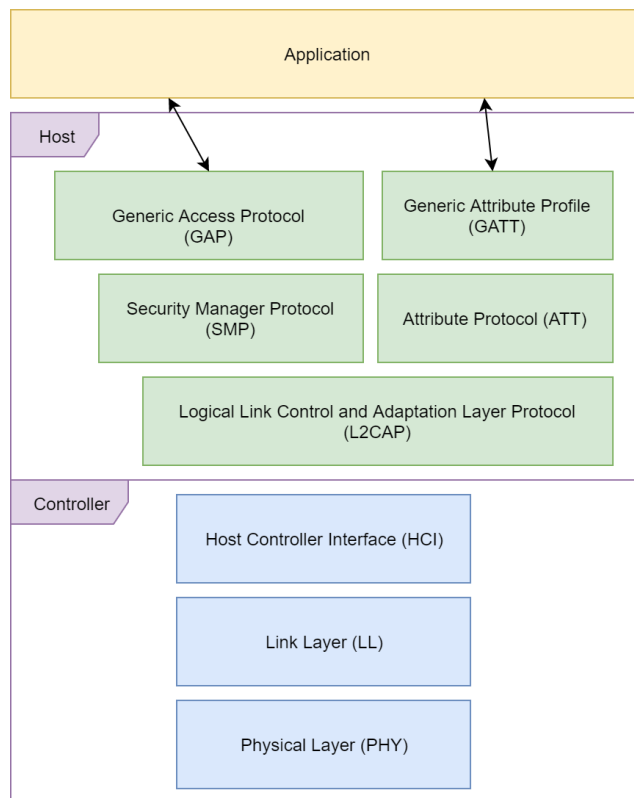 Application
Host
Generic Access Protocol
(GAP)
Generic Attribute Profile
(GATT)
Security Manager Protocol
(SMP)
Attribute Protocol (ATT)
Logical Link Control and Adaptation Layer Protocol
(L2CAP)
Controller
Host Controller Interface (HCI)
Link Layer (LL)
Physical Layer (PHY)